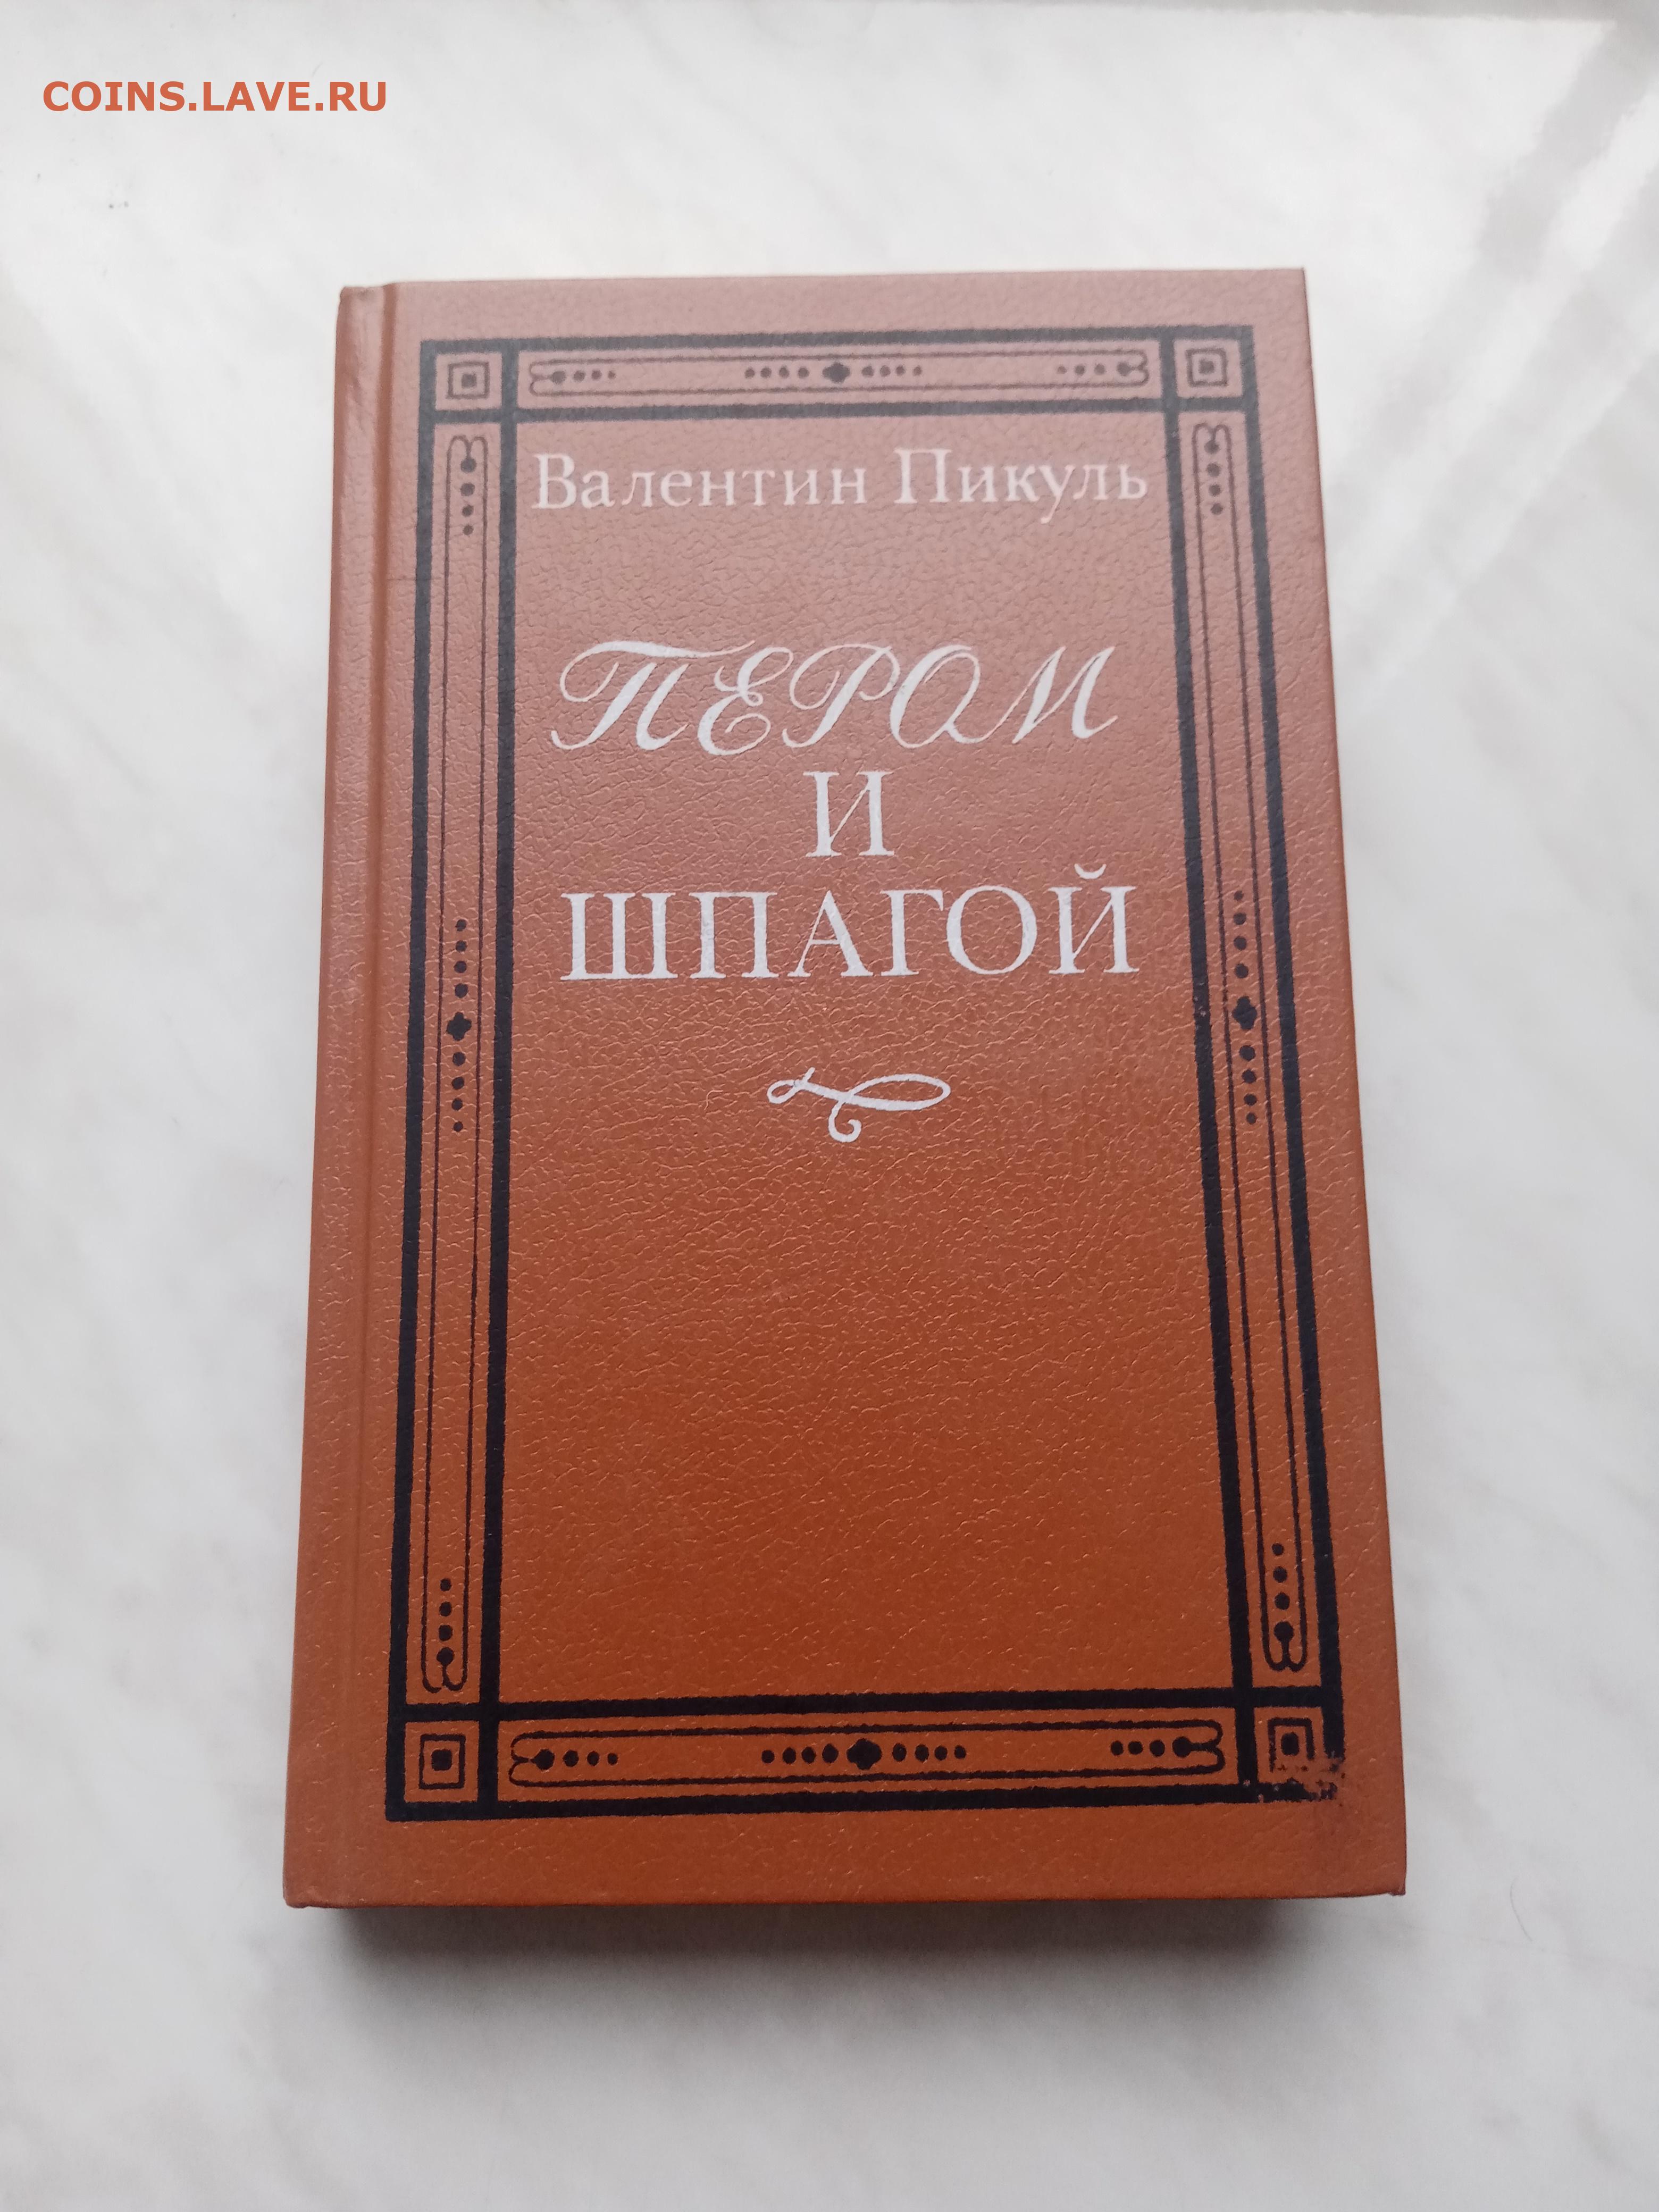 COINS.LAVE.RU
Валентин Пикуль
ПЕРОМ
И
ШПАГОЙ